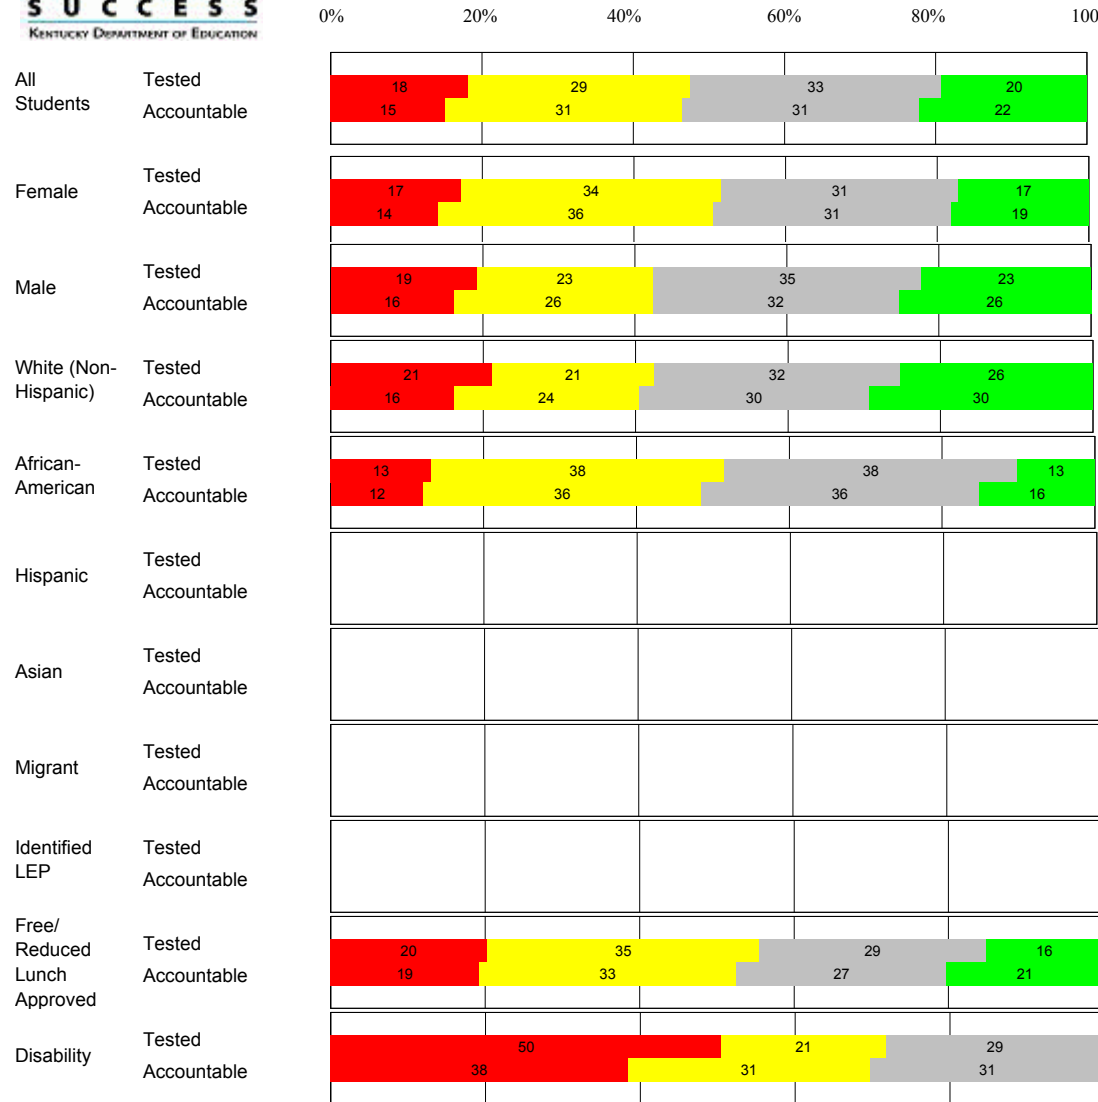 SUCCESS
KENTUCKY DEPARTMENT OF EDUCATION
0% 20% 40% 60% 80% 100
All Students Tested 18 29 33 20
Accountable 15 31 31 22
Female Tested 17 34 31 17
Accountable 14 36 31 19
Male Tested 19 23 35 23
Accountable 16 26 32 26
White (Non-Hispanic) Tested 21 21 32 26
Accountable 16 24 30 30
African-American Tested 13 38 38 13
Accountable 12 36 36 16
Hispanic Tested
Accountable
Asian Tested
Accountable
Migrant Tested
Accountable
Identified LEP Tested
Accountable
Free/Reduced Lunch Approved Tested 20 35 29 16
Accountable 19 33 27 21
Disability Tested 50 21 29
Accountable 38 31 31